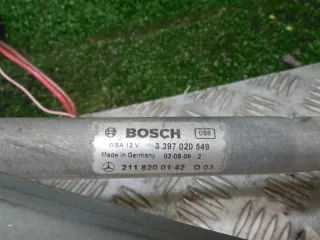 BOSCH 058
WSA 12 V 3 397 020 549
Made in Germany 02-08-09 2
211 820 01 42 Q 03